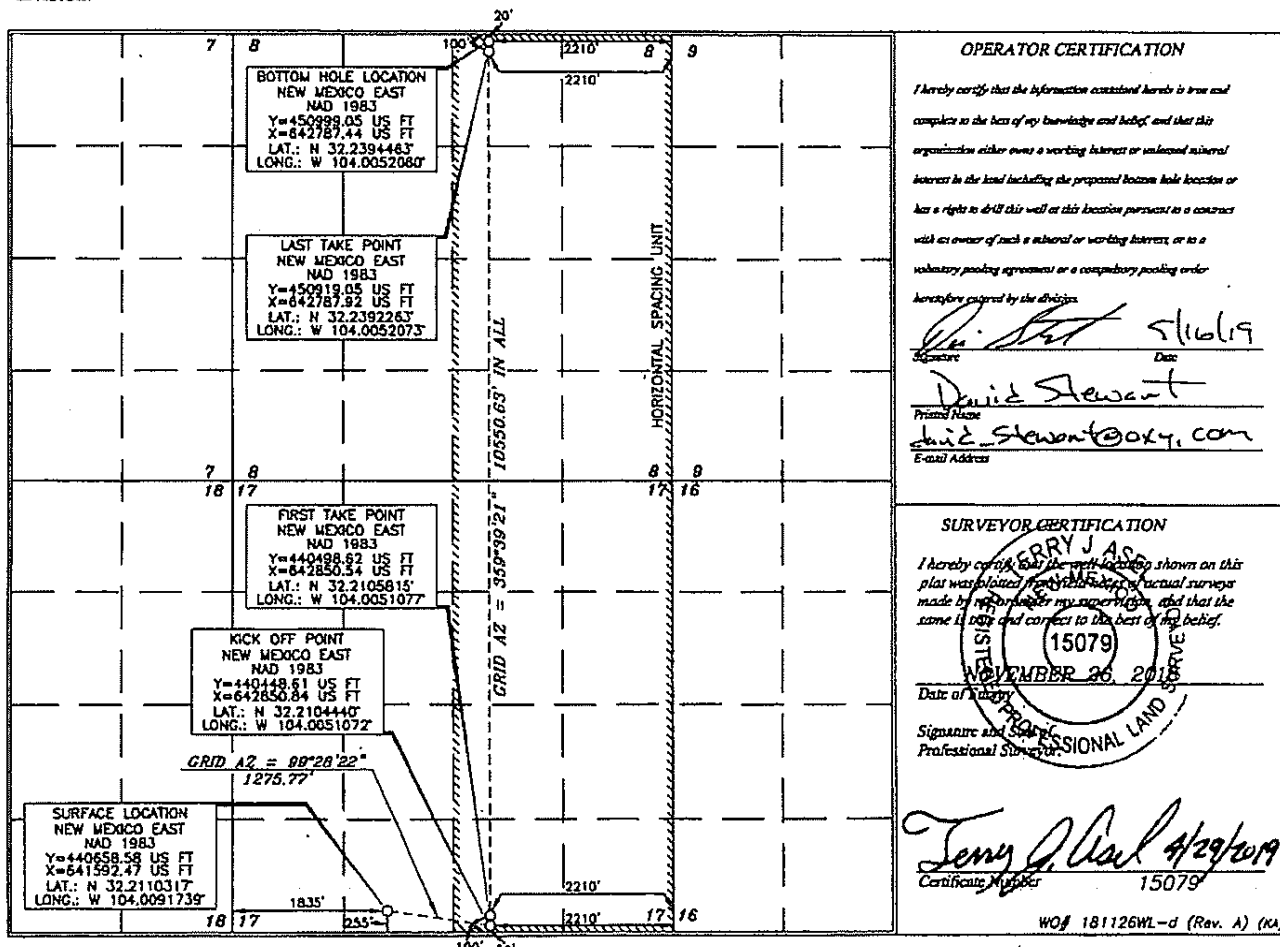 20'
7 8
100'
2210'
8 9
2210'
BOTTOM HOLE LOCATION
NEW MEXICO EAST
NAD 1983
Y=450999.05 US FT
X=642787.44 US FT
LAT.: N 32.2394463°
LONG.: W 104.0052060°
LAST TAKE POINT
NEW MEXICO EAST
NAD 1983
Y=450919.05 US FT
X=642787.92 US FT
LAT.: N 32.2392263°
LONG.: W 104.0052073°
HORIZONTAL SPACING UNIT
GRID AZ = 359°39'21" 10550.63' IN ALL
7 8
18 17
8 9
17 16
FIRST TAKE POINT
NEW MEXICO EAST
NAD 1983
Y=440498.62 US FT
X=642850.54 US FT
LAT.: N 32.2105815°
LONG.: W 104.0051077°
KICK OFF POINT
NEW MEXICO EAST
NAD 1983
Y=440448.61 US FT
X=642850.84 US FT
LAT.: N 32.2104440°
LONG.: W 104.0051072°
GRID AZ = 99°28'22"
1275.77'
SURFACE LOCATION
NEW MEXICO EAST
NAD 1983
Y=440658.58 US FT
X=641592.47 US FT
LAT.: N 32.2110317°
LONG.: W 104.0091739°
18 17
1835'
255'
2210'
2210'
17 16
100'
OPERATOR CERTIFICATION
I hereby certify that the information contained herein is true and
complete to the best of my knowledge and belief, and that this
organization either owns a working interest or unleased mineral
interest in the land including the proposed bottom hole location or
has a right to drill this well at this location pursuant to a contract
with an owner of such a mineral or working interest, or to a
voluntary pooling agreement or a compulsory pooling order
heretofore entered by the division.
5/16/19
Signature Date
David Stewart
Printed Name
david_stewart@oxy.com
E-mail Address
SURVEYOR CERTIFICATION
I hereby certify that the well location shown on this
plat was plotted from field notes of actual surveys
made by me or under my supervision, and that the
same is true and correct to the best of my belief.
TERRY J. ASEL
NEW MEXICO
15079
REGISTERED PROFESSIONAL LAND SURVEYOR
NOVEMBER 26, 2018
Date of Survey
Signature and Seal of
Professional Surveyor:
Terry J. Asel 4/29/2019
Certificate Number 15079
WO# 181126WL-d (Rev. A)